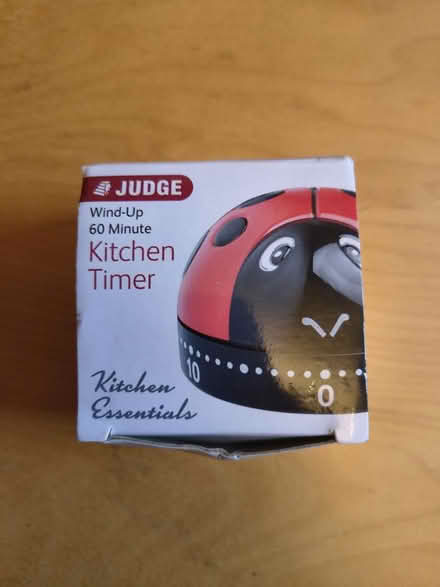 JUDGE
Wind-Up
60 Minute
Kitchen
Timer
10
0
Kitchen
Essentials